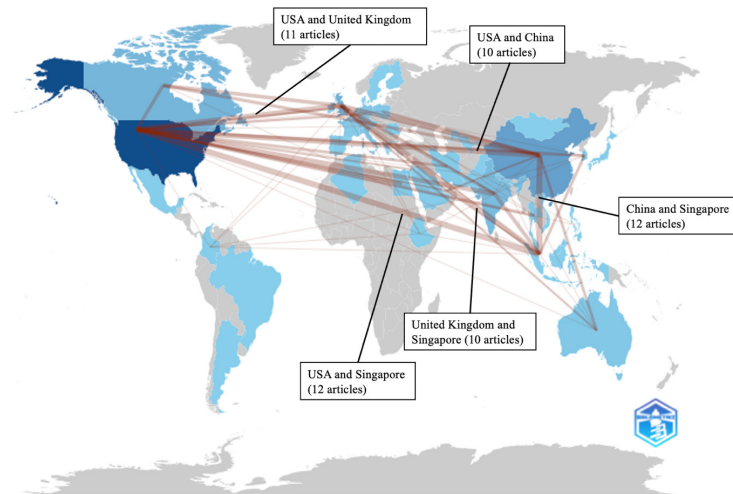 USA and United Kingdom
(11 articles)
USA and China
(10 articles)
China and Singapore
(12 articles)
United Kingdom and
Singapore (10 articles)
USA and Singapore
(12 articles)